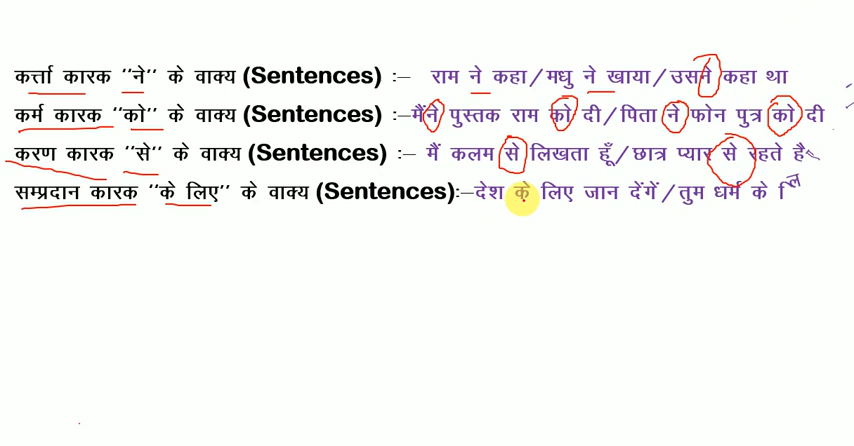 कर्त्ता कारक "ने" के वाक्य (Sentences) :– राम ने कहा/मधु ने खाया/उसने कहा था
कर्म कारक "को" के वाक्य (Sentences) :– मैंने पुस्तक राम को दी/पिता ने फोन पुत्र को दी
करण कारक "से" के वाक्य (Sentences) :– मैं कलम से लिखता हूँ/छात्र प्यार से रहते है
सम्प्रदान कारक "के लिए" के वाक्य (Sentences):–देश के लिए जान देंगें/तुम धर्म के